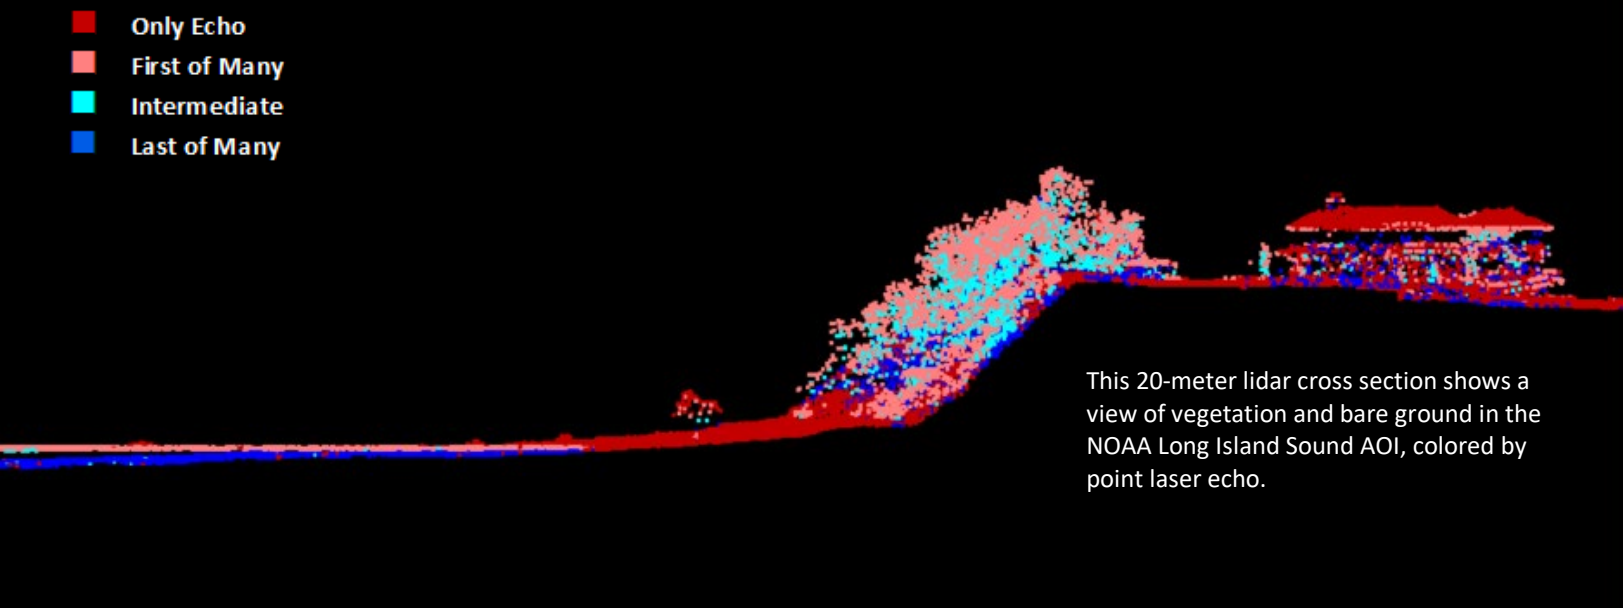 Only Echo
First of Many
Intermediate
Last of Many
This 20-meter lidar cross section shows a
view of vegetation and bare ground in the
NOAA Long Island Sound AOI, colored by
point laser echo.